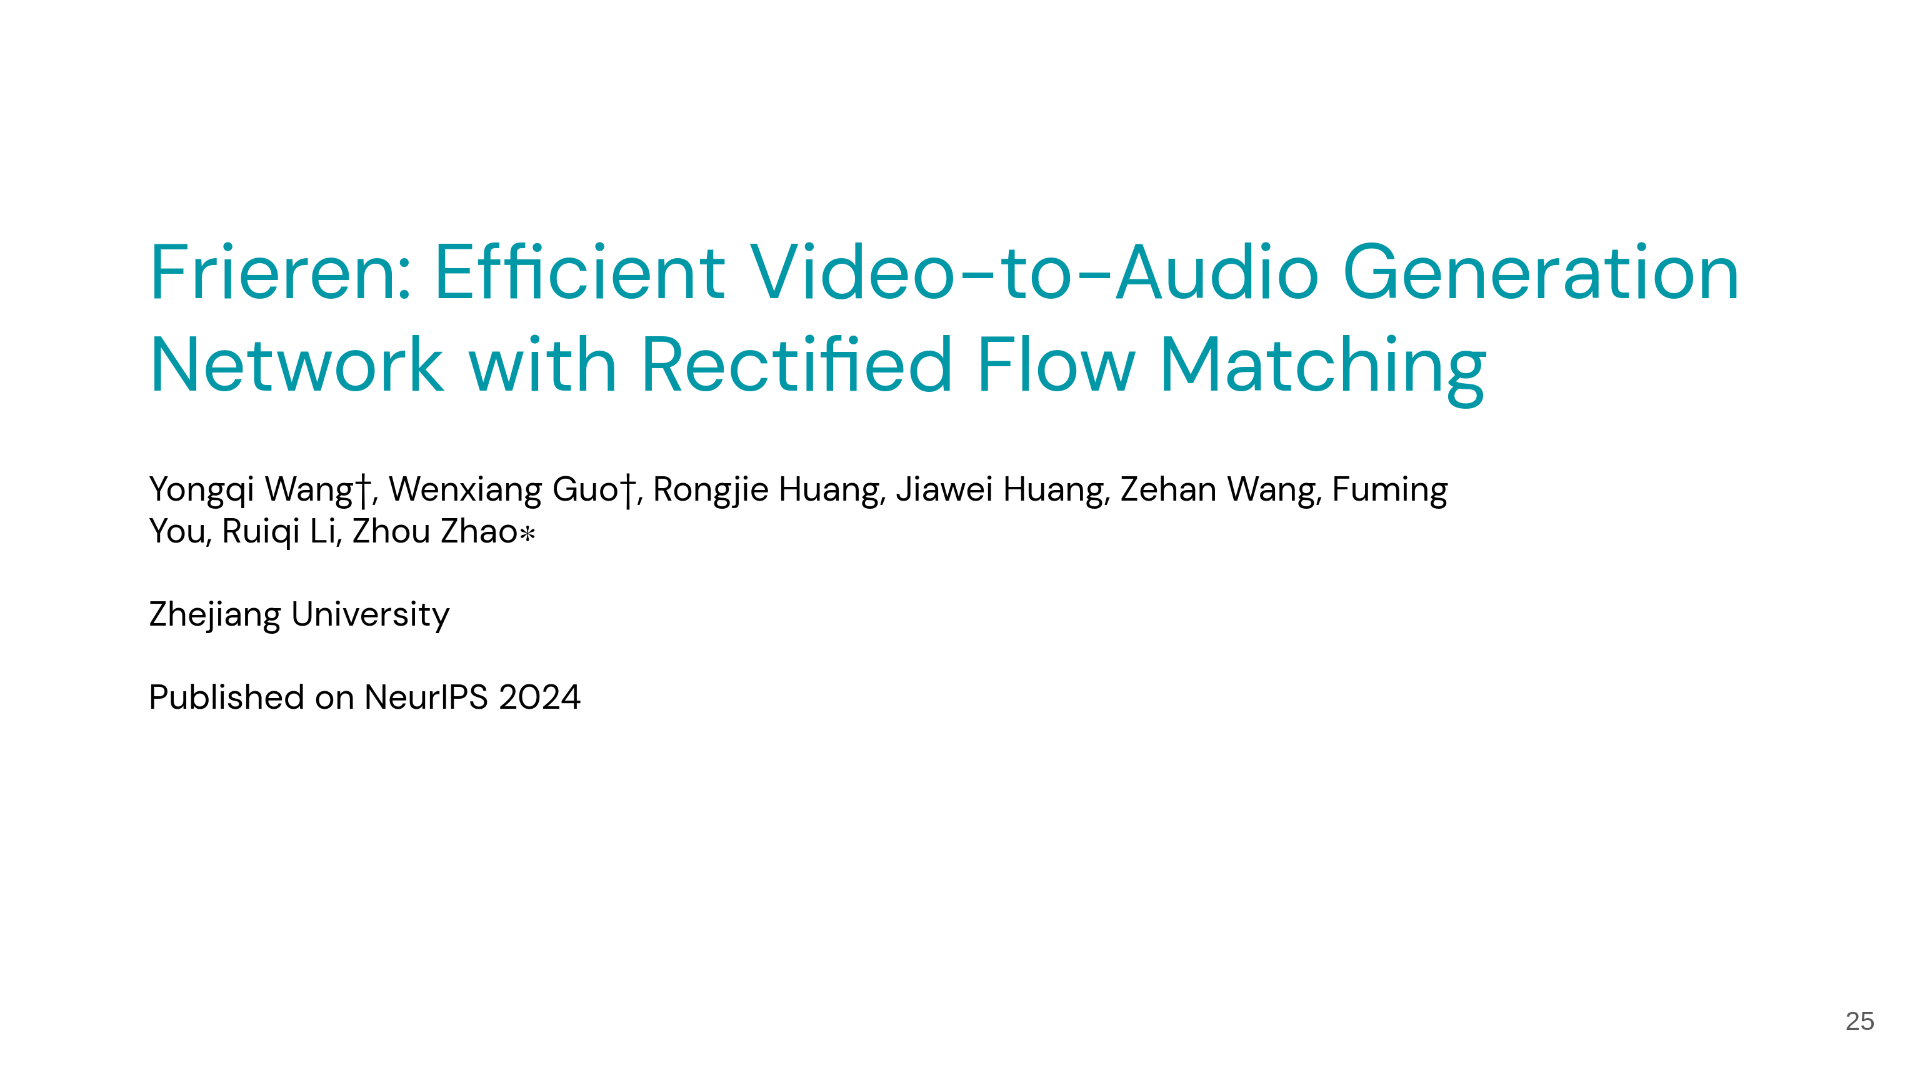 Frieren: Efficient Video-to-Audio Generation
Network with Rectified Flow Matching
Yongqi Wang†, Wenxiang Guo†, Rongjie Huang, Jiawei Huang, Zehan Wang, Fuming
You, Ruiqi Li, Zhou Zhao∗
Zhejiang University
Published on NeurIPS 2024
25